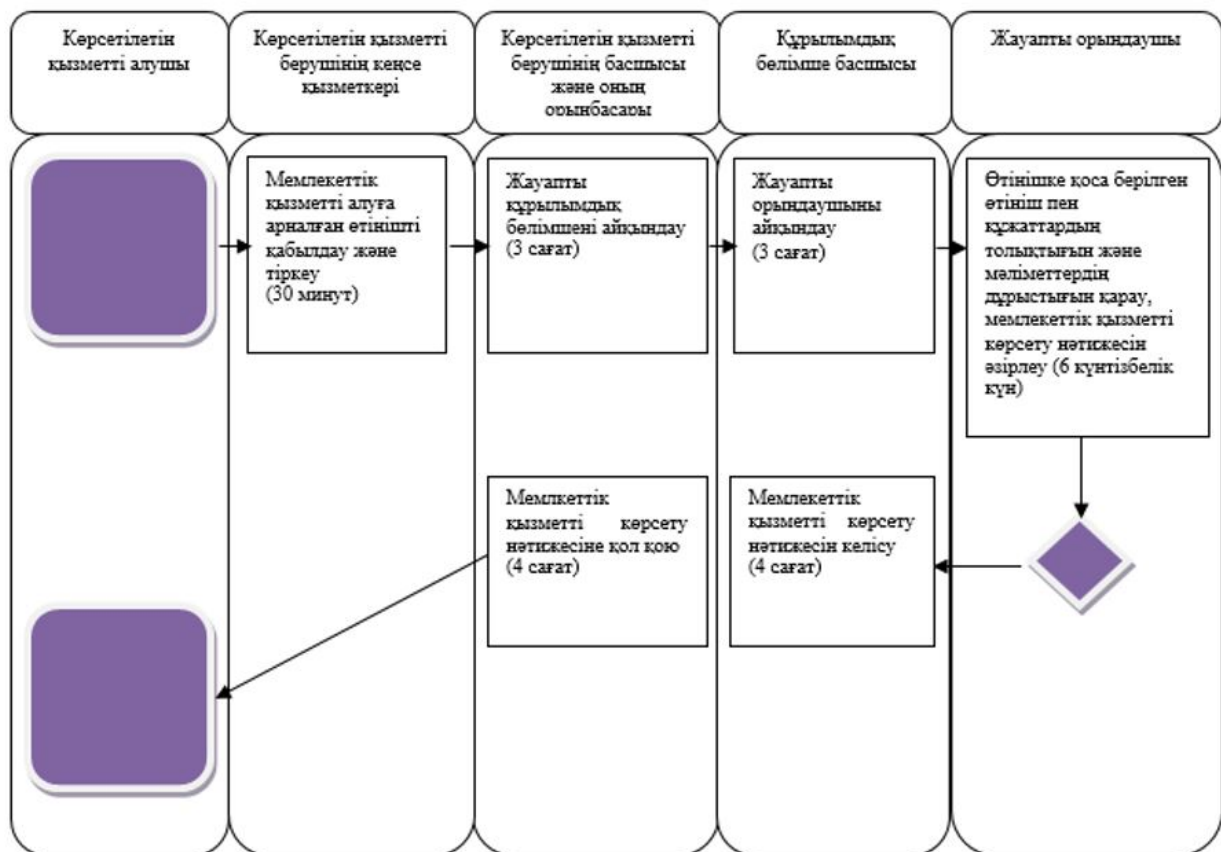 Көрсетілетін
қызметті алушы
Көрсетілетін қызметті
берушінің кеңсе
қызметкері
Көрсетілетін қызметті
берушінің басшысы
және оның
орынбасары
Құрылымдық
бөлімше басшысы
Жауапты орындаушы
Мемлекеттік
қызметті алуға
арналған өтінішті
қабылдау және
тіркеу
(30 минут)
Жауапты
құрылымдық
бөлімшені айқындау
(3 сағат)
Жауапты
орындаушыны
айқындау
(3 сағат)
Өтінішке қоса берілген
өтініш пен
құжаттардың
толықтығын және
мәліметтердің
дұрыстығын қарау,
мемлекеттік қызметті
көрсету нәтижесін
әзірлеу (6 күнтізбелік
күн)
Мемлкеттік
қызметті көрсету
нәтижесіне қол қою
(4 сағат)
Мемлекеттік
қызметті көрсету
нәтижесін келісу
(4 сағат)